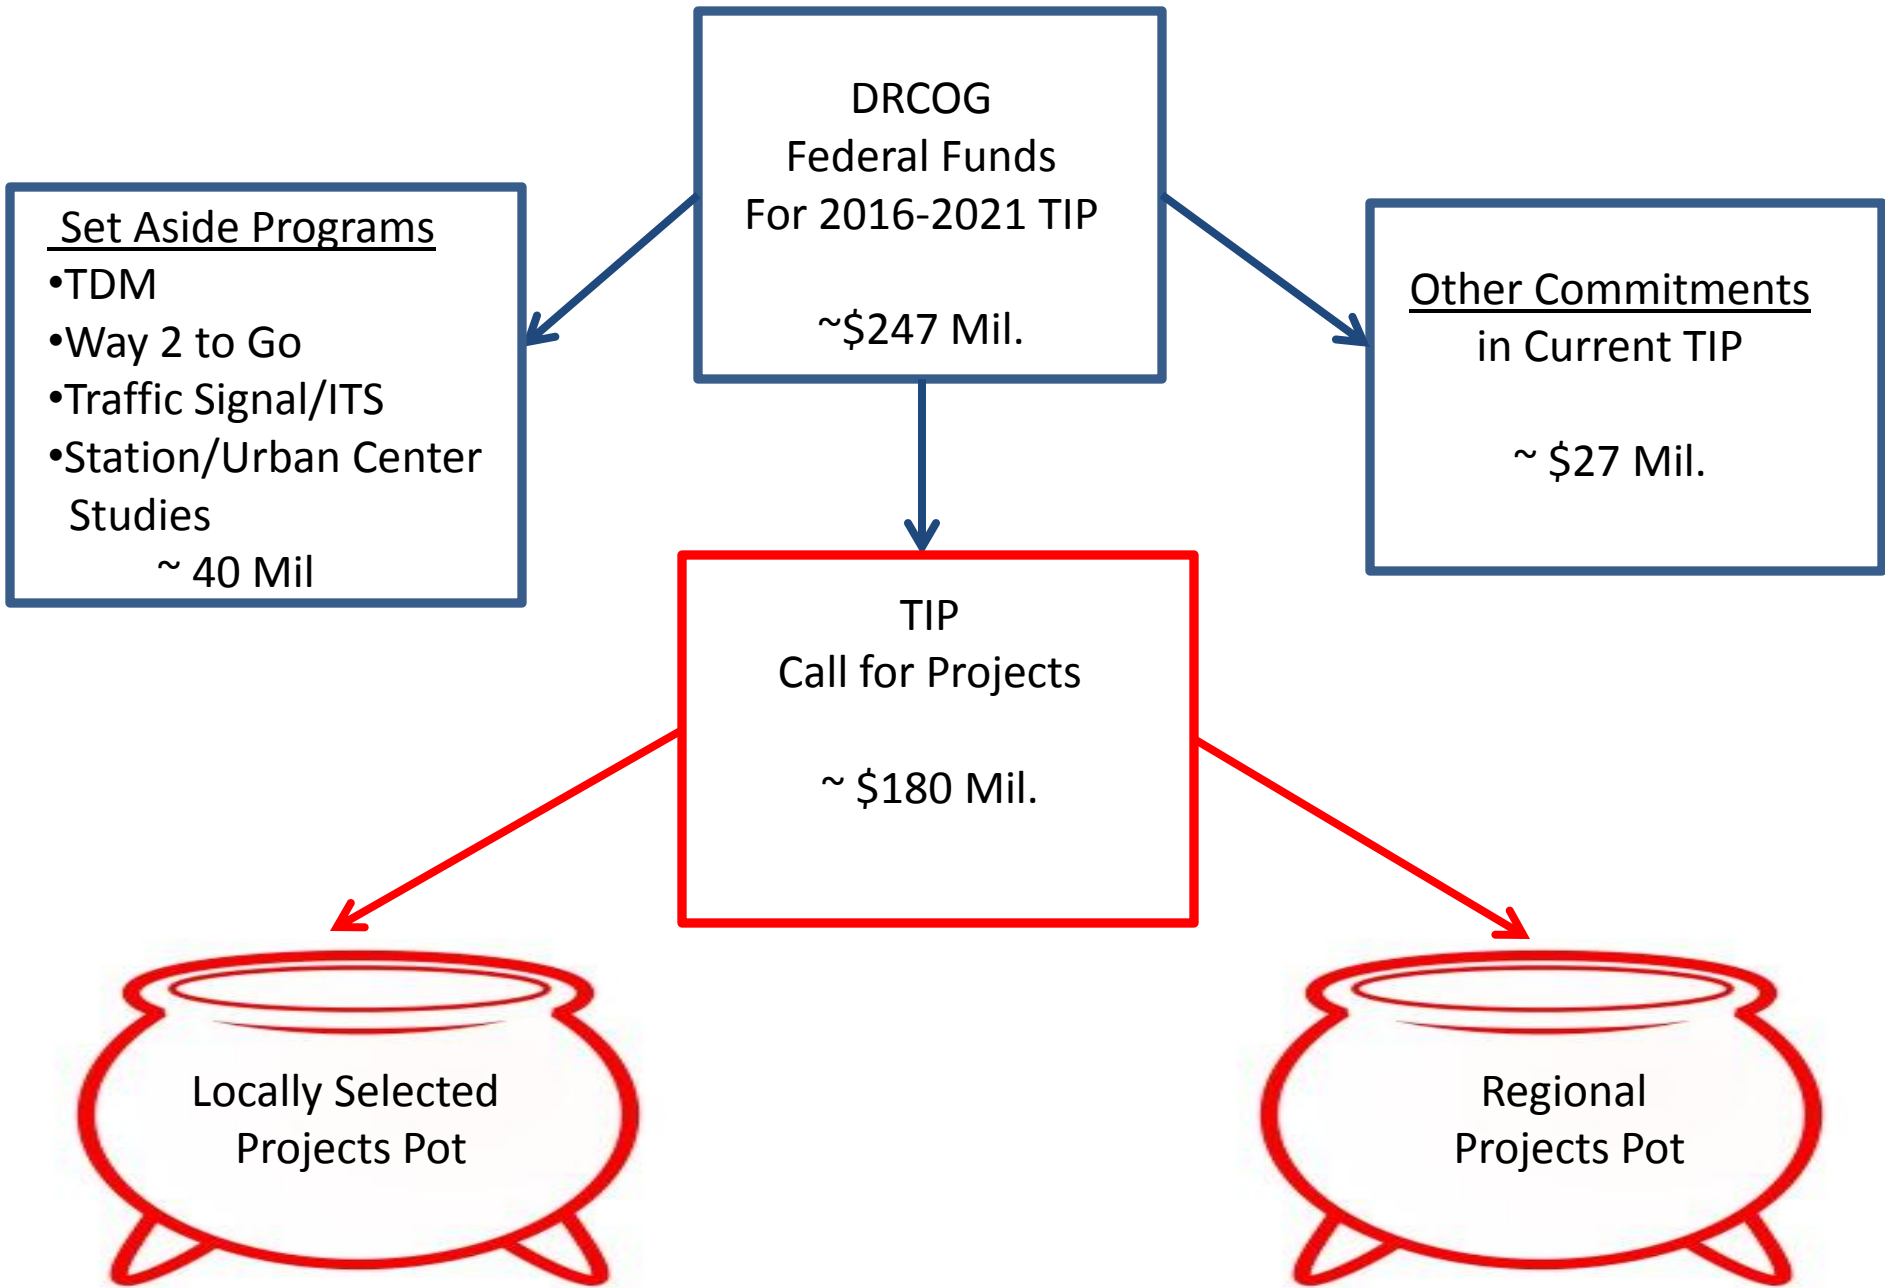 DRCOG
Federal Funds
For 2016-2021 TIP
~$247 Mil.
Set Aside Programs
•TDM
•Way 2 to Go
•Traffic Signal/ITS
•Station/Urban Center
Studies
~ 40 Mil
Other Commitments
in Current TIP
~ $27 Mil.
TIP
Call for Projects
~ $180 Mil.
Locally Selected
Projects Pot
Regional
Projects Pot